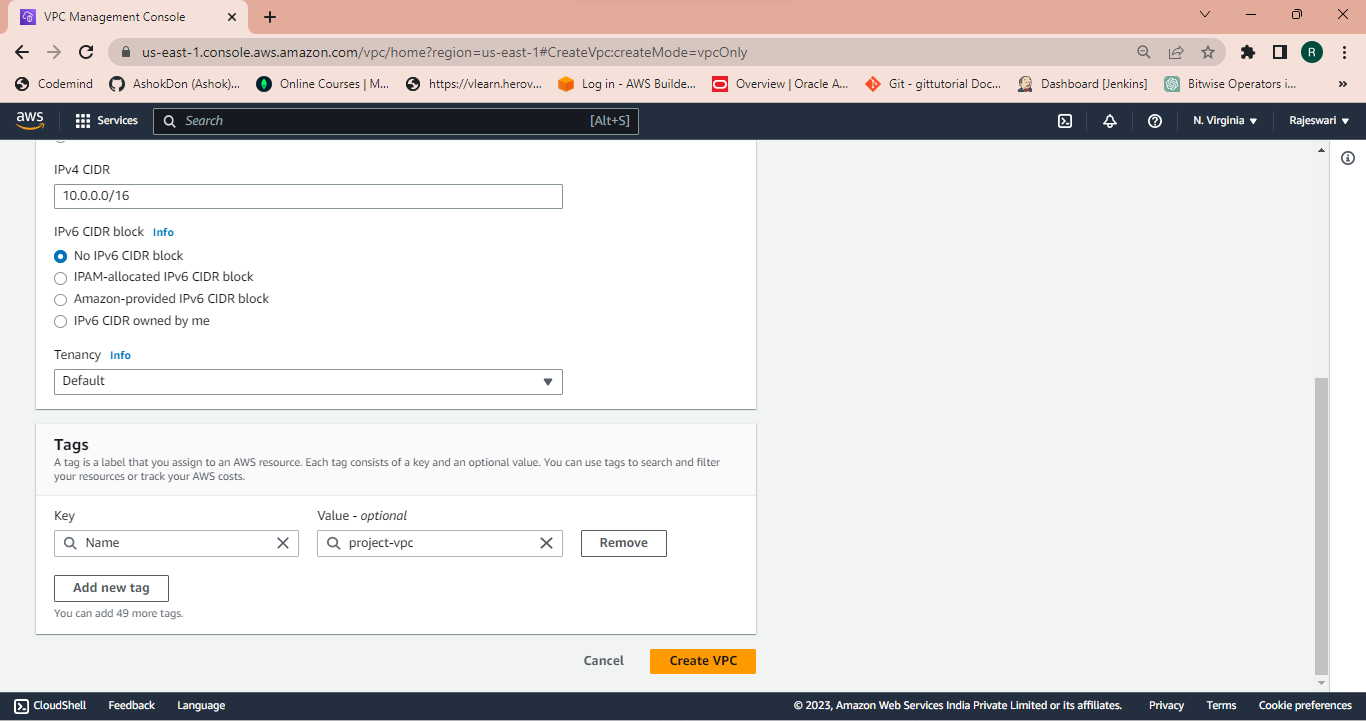 VPC Management Console
us-east-1.console.aws.amazon.com/vpc/home?region=us-east-1#CreateVpc:createMode=vpcOnly
R
Codemind AshokDon (Ashok)... Online Courses | M... https://vlearn.herov... Log in - AWS Builde... Overview | Oracle A... Git - gittutorial Doc... Dashboard [Jenkins] Bitwise Operators i... »
aws Services Search [Alt+S] N. Virginia Rajeswari
IPv4 CIDR
10.0.0.0/16
IPv6 CIDR block Info
No IPv6 CIDR block
IPAM-allocated IPv6 CIDR block
Amazon-provided IPv6 CIDR block
IPv6 CIDR owned by me
Tenancy Info
Default
Tags
A tag is a label that you assign to an AWS resource. Each tag consists of a key and an optional value. You can use tags to search and filter
your resources or track your AWS costs.
Key Value - optional
Name project-vpc Remove
Add new tag
You can add 49 more tags.
Cancel Create VPC
CloudShell Feedback Language © 2023, Amazon Web Services India Private Limited or its affiliates. Privacy Terms Cookie preferences